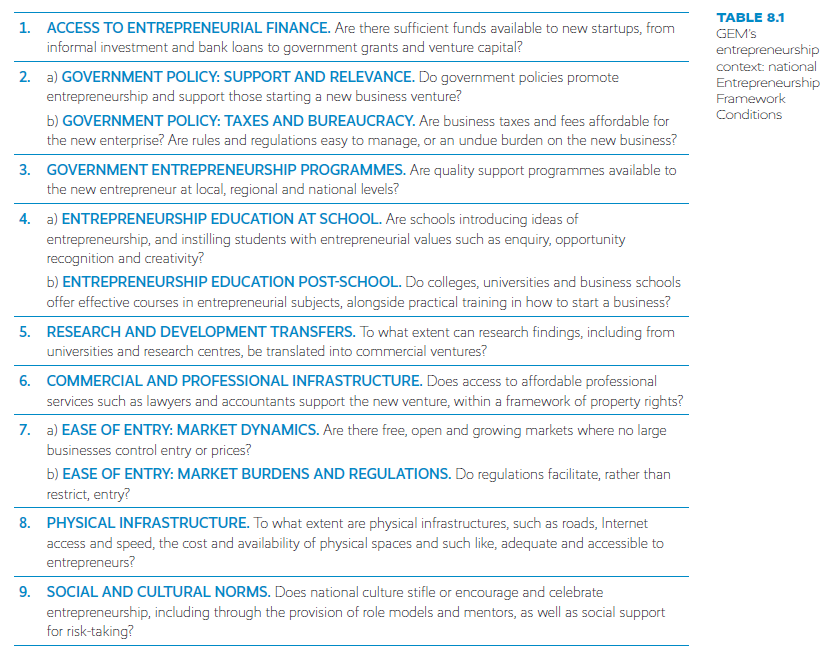 1. ACCESS TO ENTREPRENEURIAL FINANCE. Are there sufficient funds available to new startups, from
informal investment and bank loans to government grants and venture capital?
2. a) GOVERNMENT POLICY: SUPPORT AND RELEVANCE. Do government policies promote
entrepreneurship and support those starting a new business venture?
b) GOVERNMENT POLICY: TAXES AND BUREAUCRACY. Are business taxes and fees affordable for
the new enterprise? Are rules and regulations easy to manage, or an undue burden on the new business?
3. GOVERNMENT ENTREPRENEURSHIP PROGRAMMES. Are quality support programmes available to
the new entrepreneur at local, regional and national levels?
4. a) ENTREPRENEURSHIP EDUCATION AT SCHOOL. Are schools introducing ideas of
entrepreneurship, and instilling students with entrepreneurial values such as enquiry, opportunity
recognition and creativity?
b) ENTREPRENEURSHIP EDUCATION POST-SCHOOL. Do colleges, universities and business schools
offer effective courses in entrepreneurial subjects, alongside practical training in how to start a business?
5. RESEARCH AND DEVELOPMENT TRANSFERS. To what extent can research findings, including from
universities and research centres, be translated into commercial ventures?
6. COMMERCIAL AND PROFESSIONAL INFRASTRUCTURE. Does access to affordable professional
services such as lawyers and accountants support the new venture, within a framework of property rights?
7. a) EASE OF ENTRY: MARKET DYNAMICS. Are there free, open and growing markets where no large
businesses control entry or prices?
b) EASE OF ENTRY: MARKET BURDENS AND REGULATIONS. Do regulations facilitate, rather than
restrict, entry?
8. PHYSICAL INFRASTRUCTURE. To what extent are physical infrastructures, such as roads, Internet
access and speed, the cost and availability of physical spaces and such like, adequate and accessible to
entrepreneurs?
9. SOCIAL AND CULTURAL NORMS. Does national culture stifle or encourage and celebrate
entrepreneurship, including through the provision of role models and mentors, as well as social support
for risk-taking?
TABLE 8.1
GEM's
entrepreneurship
context: national
Entrepreneurship
Framework
Conditions